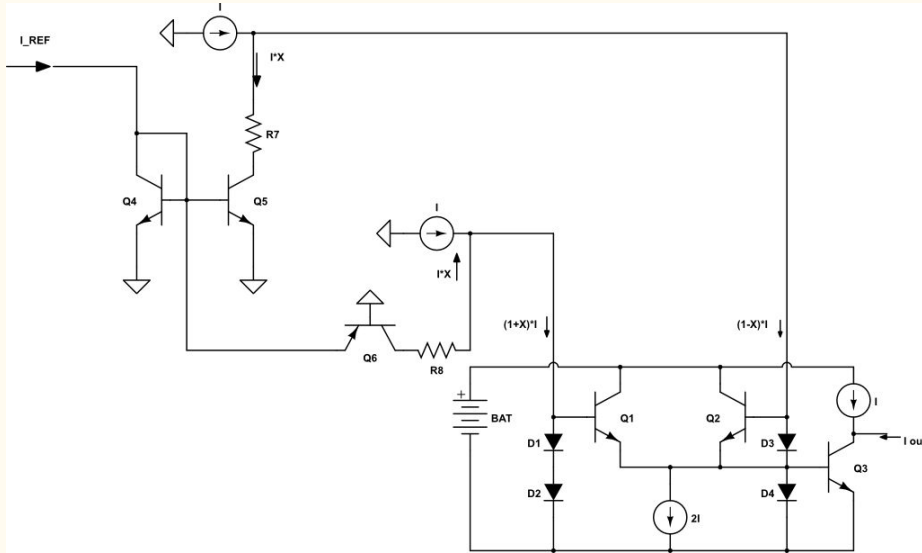 I
I_REF
I*X
R7
Q4
Q5
I
I*X
(1+X)*I
(1-X)*I
Q6
R8
+
BAT
Q1
Q2
I
D1
D3
I ou
Q3
D2
D4
2I